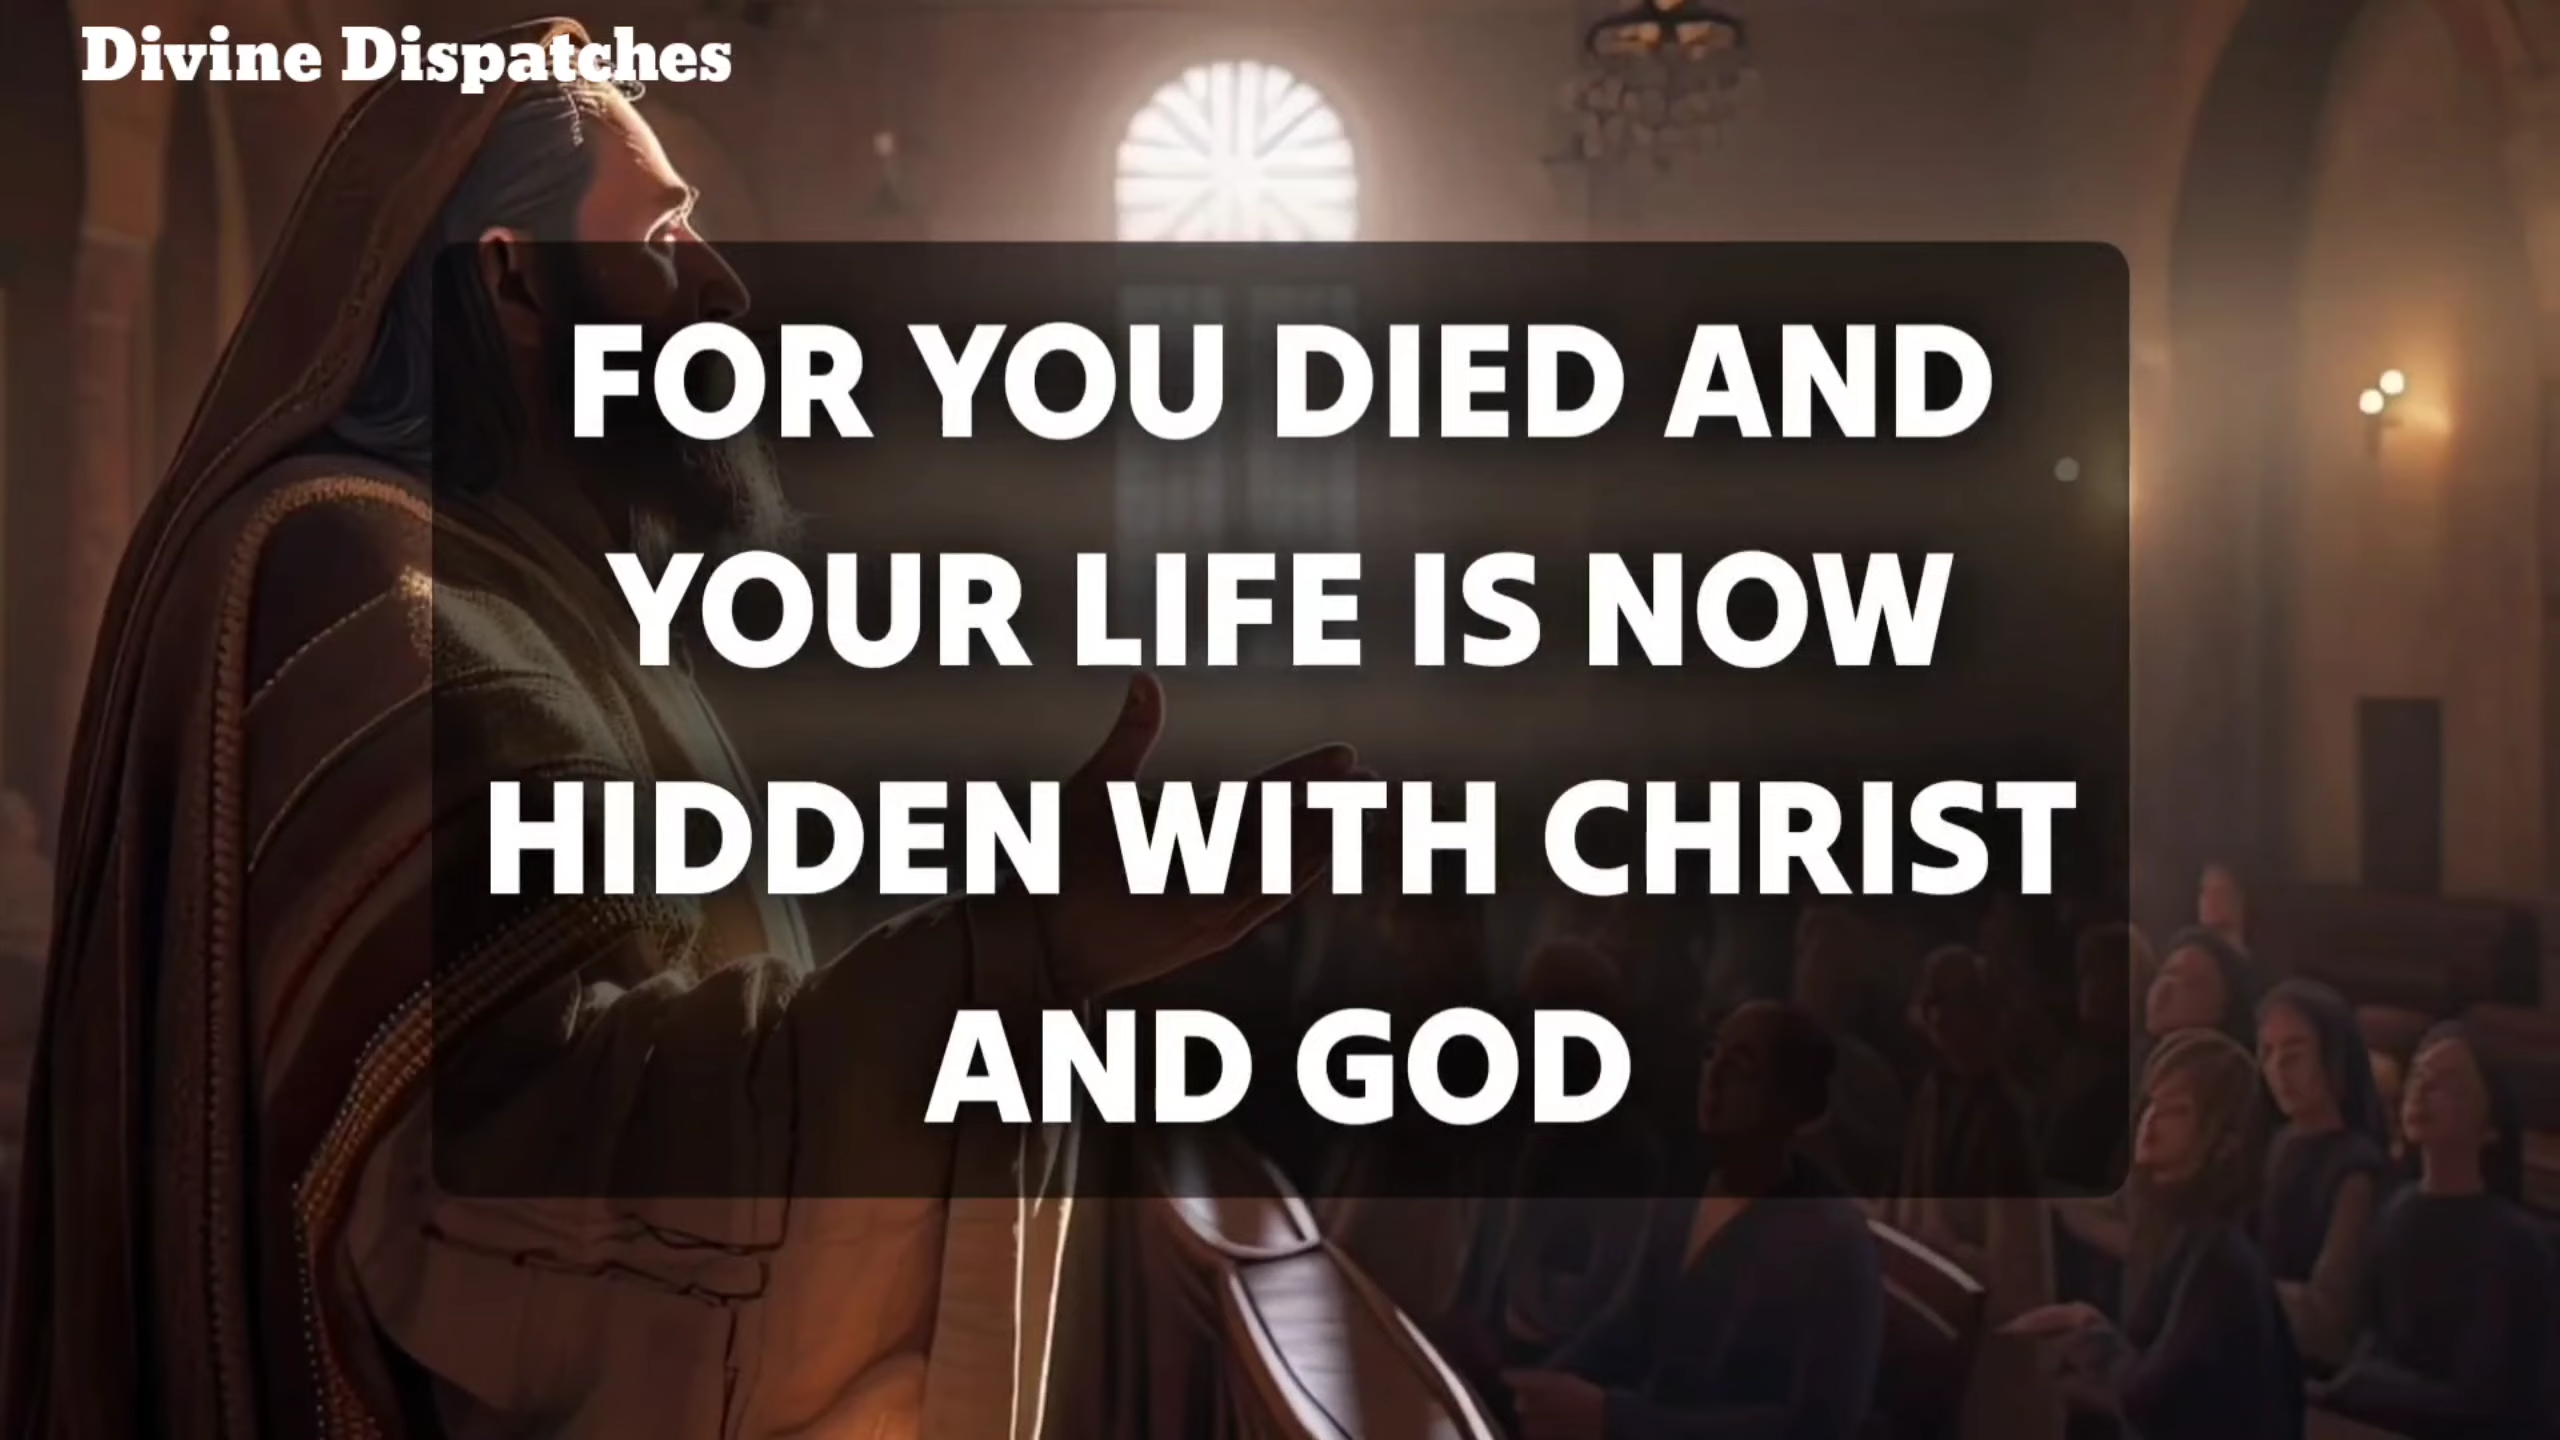 Divine Dispatches
FOR YOU DIED AND
YOUR LIFE IS NOW
HIDDEN WITH CHRIST
AND GOD